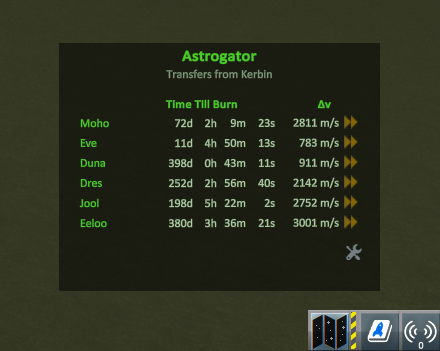 Astrogator
Transfers from Kerbin
Time Till Burn Δv
Moho 72d 2h 9m 23s 2811 m/s
Eve 11d 4h 50m 13s 783 m/s
Duna 398d 0h 43m 11s 911 m/s
Dres 252d 2h 56m 40s 2142 m/s
Jool 198d 5h 22m 2s 2752 m/s
Eeloo 380d 3h 36m 21s 3001 m/s
0